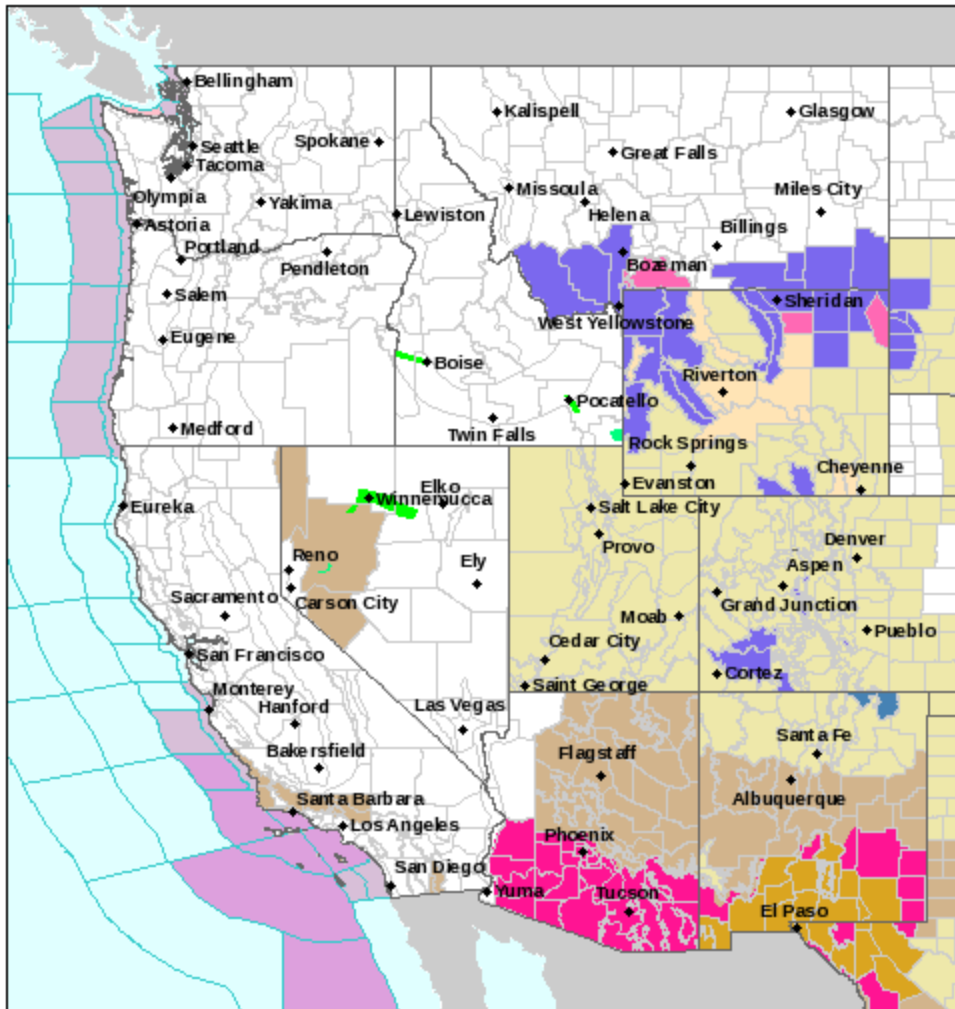 Bellingham
Kalispell
Glasgow
Seattle
Spokane
Great Falls
Tacoma
Missoula
Miles City
Olympia
Yakima
Lewiston
Helena
Astoria
Billings
Portland
Pendleton
Bozeman
Salem
Sheridan
West Yellowstone
Eugene
Boise
Riverton
Pocatello
Medford
Twin Falls
Rock Springs
Cheyenne
Elko
Evanston
Winnemucca
Eureka
Salt Lake City
Denver
Provo
Reno
Ely
Aspen
Sacramento
Carson City
Grand Junction
Moab
Pueblo
Cedar City
San Francisco
Cortez
Saint George
Monterey
Las Vegas
Hanford
Santa Fe
Bakersfield
Flagstaff
Santa Barbara
Albuquerque
Los Angeles
Phoenix
San Diego
Yuma
Tucson
El Paso